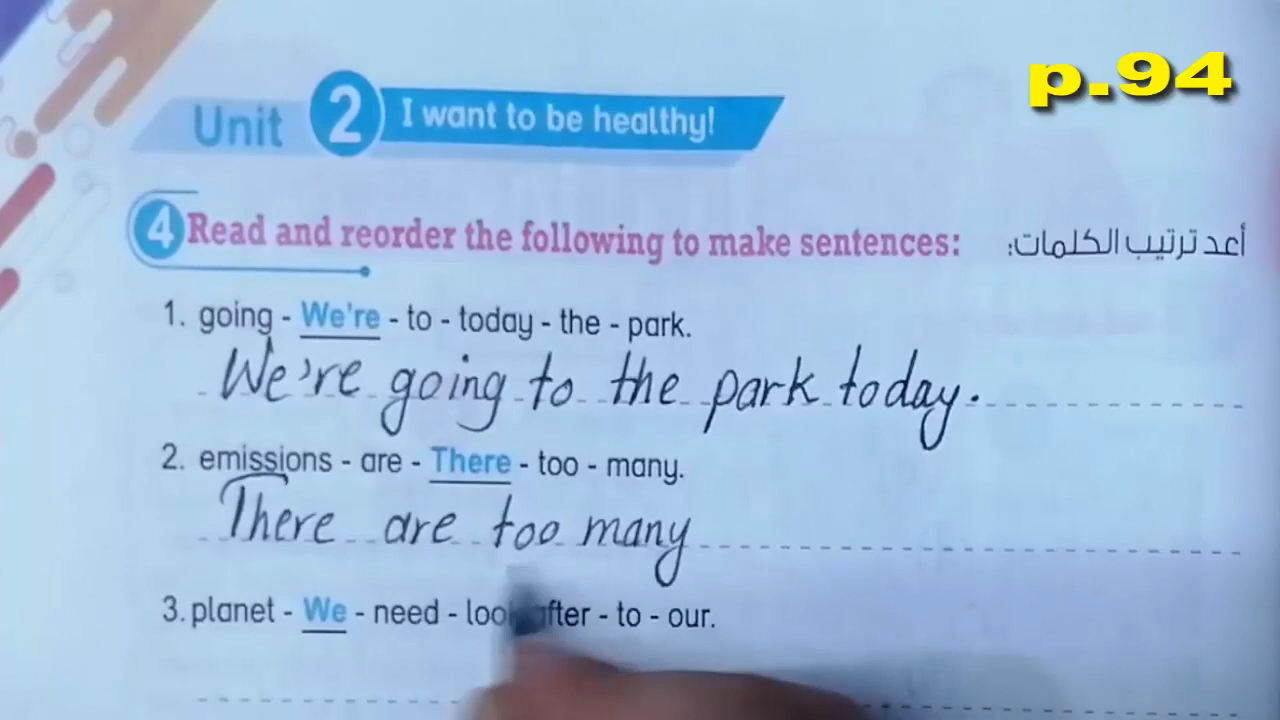 p.94
Unit 2 I want to be healthy!
4 Read and reorder the following to make sentences: أعد ترتيب الكلمات:
1. going - We're - to - today - the - park.
We're going to the park today.
2. emissions - are - There - too - many.
There are too many
3. planet - We - need - look after - to - our.